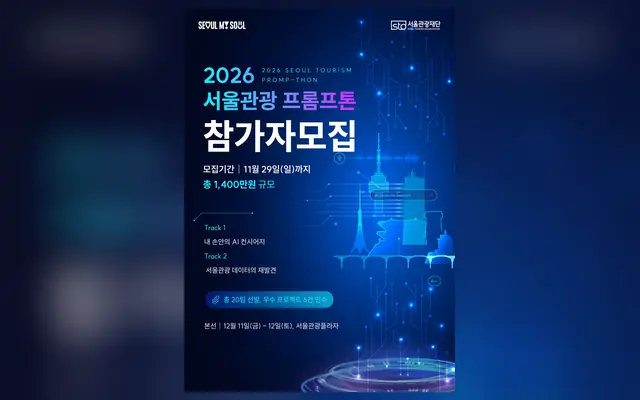 SEOUL MY SOUL
sto 서울관광재단
2026
2026 SEOUL TOURISM
PROMP-THON
서울관광 프롬프톤
참가자모집
모집기간 | 11월 29일(일)까지
총 1,400만원 규모
Track 1
내 손안의 AI 컨시어지
Track 2
서울관광 데이터의 재발견
총 20팀 선발, 우수 프로젝트 6건 인수
본선 | 12월 11일(금) ~ 12일(토), 서울관광플라자